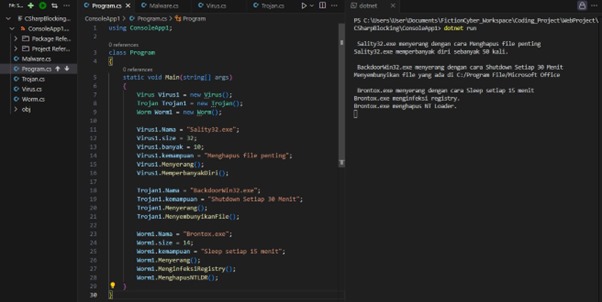 CSharpBlocking...
ConsoleApp1
Package Refer...
Project Refer...
Malware.cs
Program.cs
Trojan.cs
Virus.cs
Worm.cs
obj
Program.cs
Malware.cs
Virus.cs
Trojan.cs
ConsoleApp1 > Program.cs > Program
1 using ConsoleApp1;
2
0 references
3 class Program
4 {
0 references
5 static void Main(string[] args)
6 {
7 Virus Virus1 = new Virus();
8 Trojan Trojan1 = new Trojan();
9 Worm Worm1 = new Worm();
10
11 Virus1.Nama = "Sality32.exe";
12 Virus1.size = 32;
13 Virus1.banyak = 10;
14 Virus1.kemampuan = "Menghapus file penting";
15 Virus1.Menyerang();
16 Virus1.MemperbanyakDiri();
17
18 Trojan1.Nama = "BackdoorWin32.exe";
19 Trojan1.kemampuan = "Shutdown Setiap 30 Menit";
20 Trojan1.Menyerang();
21 Trojan1.MenyembunyikanFile();
22
23 Worm1.Nama = "Brontox.exe";
24 Worm1.size = 14;
25 Worm1.kemampuan = "Sleep setiap 15 menit";
26 Worm1.Menyerang();
27 Worm1.MenginfeksiRegistry();
28 Worm1.MenghapusNTLDR();
29 }
30 }
dotnet
PS C:\Users\User\Documents\FictionCyber_Workspace\Coding_Project\WebProject\
CSharpBlocking\ConsoleApp1> dotnet run
Sality32.exe menyerang dengan cara Menghapus file penting
Sality32.exe memperbanyak diri sebanyak 50 kali.
BackdoorWin32.exe menyerang dengan cara Shutdown Setiap 30 Menit
Menyembunyikan file yang ada di C:/Program File/Microsoft Office
Brontox.exe menyerang dengan cara Sleep setiap 15 menit
Brontox.exe menginfeksi registry.
Brontox.exe menghapus NT Loader.